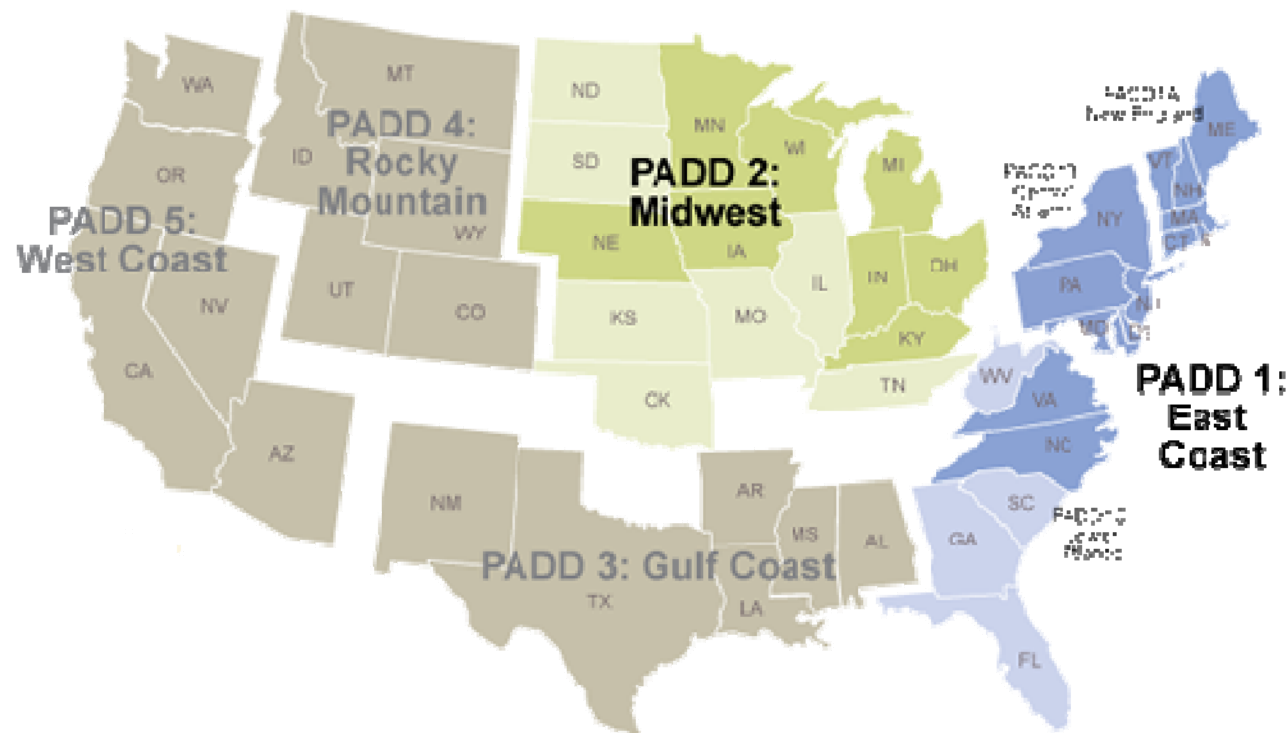 WA
MT
ND
MN
ME
PADD 4:
Rocky
Mountain
ID
OR
SD
WI
MI
VT
NH
PADD 2:
Midwest
New England
NY
MA
CT
PADD 5:
West Coast
WY
NE
IA
IL
IN
OH
PA
NJ
NV
UT
CO
KS
MO
KY
MD
CA
TN
WV
VA
PADD 1:
East
Coast
CK
AZ
NC
NM
AR
SC
MS
AL
GA
PADD 3: Gulf Coast
TX
LA
FL